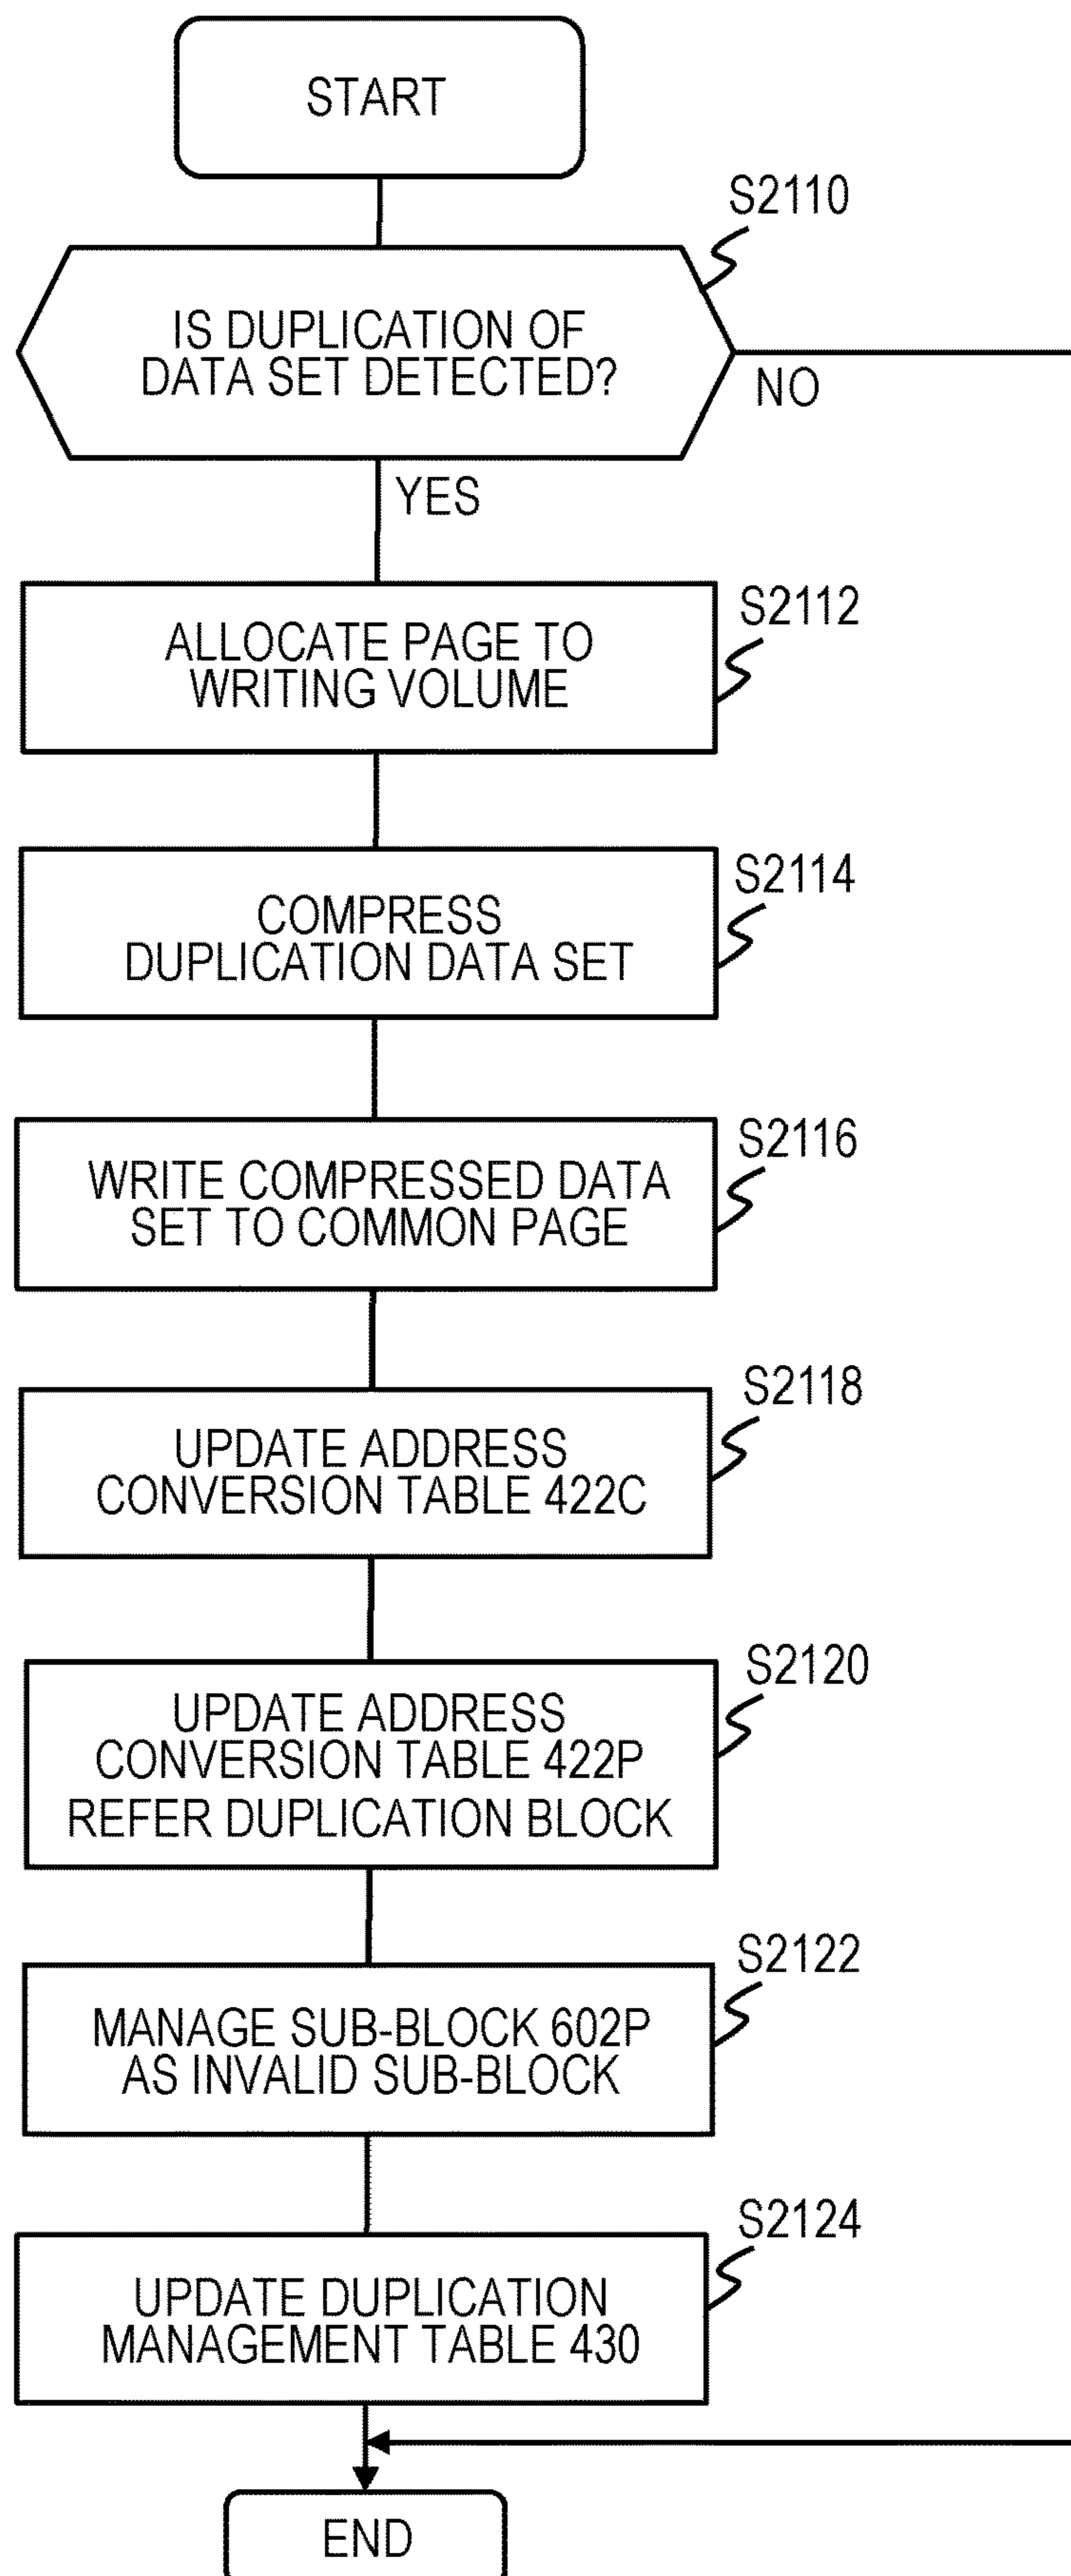 START
S2110
IS DUPLICATION OF
DATA SET DETECTED?
NO
YES
S2112
ALLOCATE PAGE TO
WRITING VOLUME
S2114
COMPRESS
DUPLICATION DATA SET
S2116
WRITE COMPRESSED DATA
SET TO COMMON PAGE
S2118
UPDATE ADDRESS
CONVERSION TABLE 422C
S2120
UPDATE ADDRESS
CONVERSION TABLE 422P
REFER DUPLICATION BLOCK
S2122
MANAGE SUB-BLOCK 602P
AS INVALID SUB-BLOCK
S2124
UPDATE DUPLICATION
MANAGEMENT TABLE 430
END